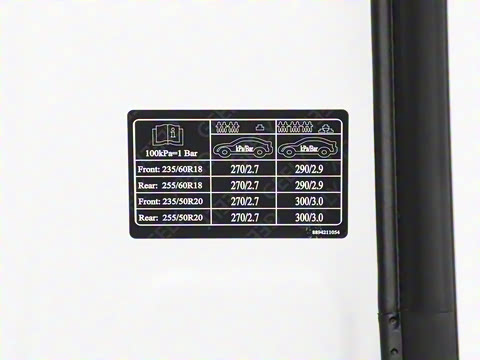 i
100kPa=1 Bar kPa/Bar kPa/Bar
Front: 235/60R18 270/2.7 290/2.9
Rear: 255/60R18 270/2.7 290/2.9
Front: 235/50R20 270/2.7 300/3.0
Rear: 255/50R20 270/2.7 300/3.0
8894211054